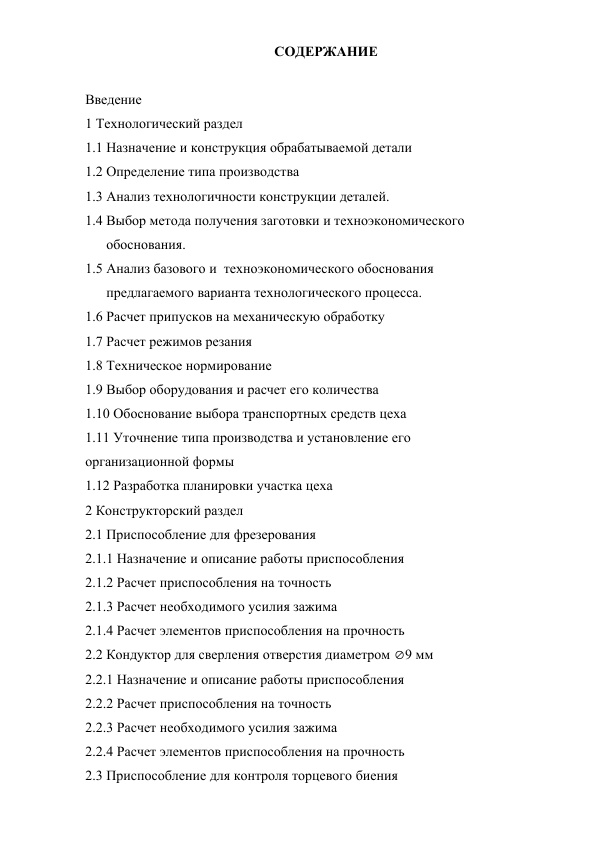 СОДЕРЖАНИЕ
Введение
1 Технологический раздел
1.1 Назначение и конструкция обрабатываемой детали
1.2 Определение типа производства
1.3 Анализ технологичности конструкции деталей.
1.4 Выбор метода получения заготовки и техноэкономического
обоснования.
1.5 Анализ базового и  техноэкономического обоснования
предлагаемого варианта технологического процесса.
1.6 Расчет припусков на механическую обработку
1.7 Расчет режимов резания
1.8 Техническое нормирование
1.9 Выбор оборудования и расчет его количества
1.10 Обоснование выбора транспортных средств цеха
1.11 Уточнение типа производства и установление его
организационной формы
1.12 Разработка планировки участка цеха
2 Конструкторский раздел
2.1 Приспособление для фрезерования
2.1.1 Назначение и описание работы приспособления
2.1.2 Расчет приспособления на точность
2.1.3 Расчет необходимого усилия зажима
2.1.4 Расчет элементов приспособления на прочность
2.2 Кондуктор для сверления отверстия диаметром ∅9 мм
2.2.1 Назначение и описание работы приспособления
2.2.2 Расчет приспособления на точность
2.2.3 Расчет необходимого усилия зажима
2.2.4 Расчет элементов приспособления на прочность
2.3 Приспособление для контроля торцевого биения